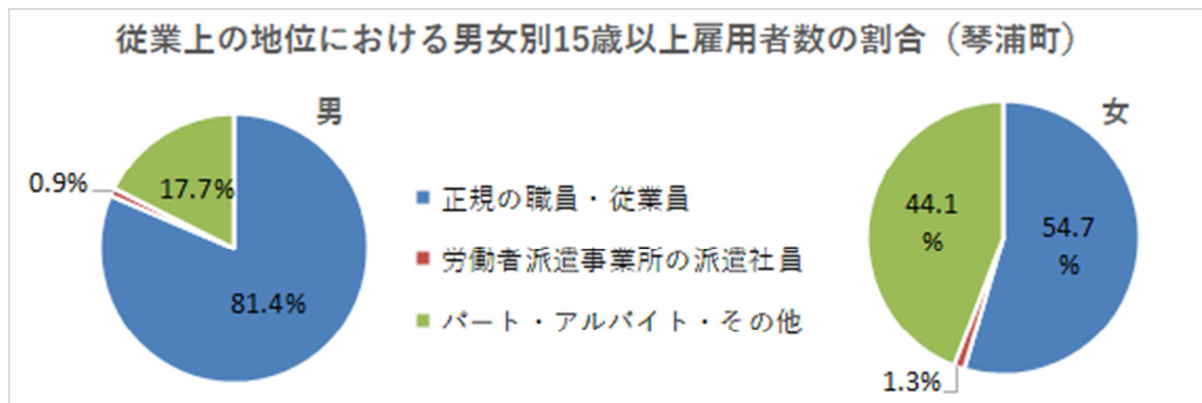 従業上の地位における男女別15歳以上雇用者数の割合（琴浦町）
男
0.9%
17.7%
81.4%
正規の職員・従業員
労働者派遣事業所の派遣社員
パート・アルバイト・その他
女
44.1
%
54.7
%
1.3%